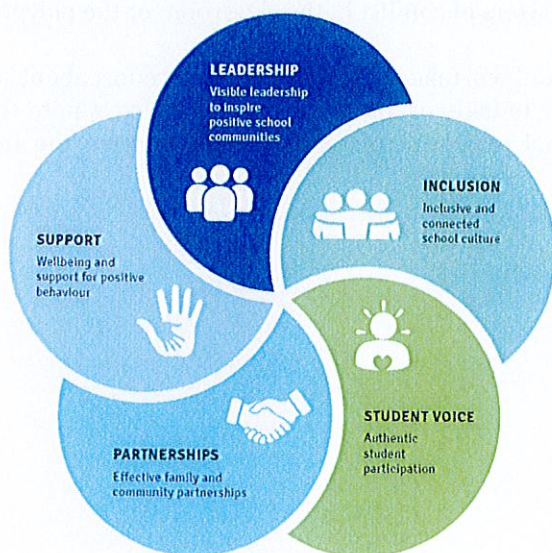 LEADERSHIP
Visible leadership
to inspire
positive school
communities
INCLUSION
Inclusive and
connected
school culture
STUDENT VOICE
Authentic
student
participation
PARTNERSHIPS
Effective family and
community partnerships
SUPPORT
Wellbeing and
support for positive
behaviour